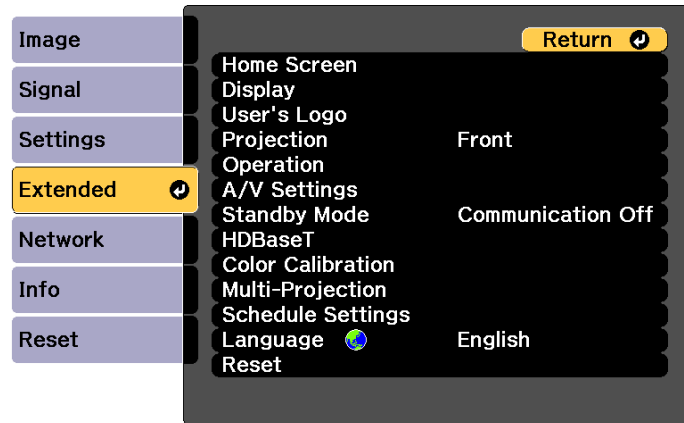 Image
Signal
Settings
Extended
Network
Info
Reset
Return
Home Screen
Display
User's Logo
Projection Front
Operation
A/V Settings
Standby Mode Communication Off
HDBaseT
Color Calibration
Multi-Projection
Schedule Settings
Language English
Reset